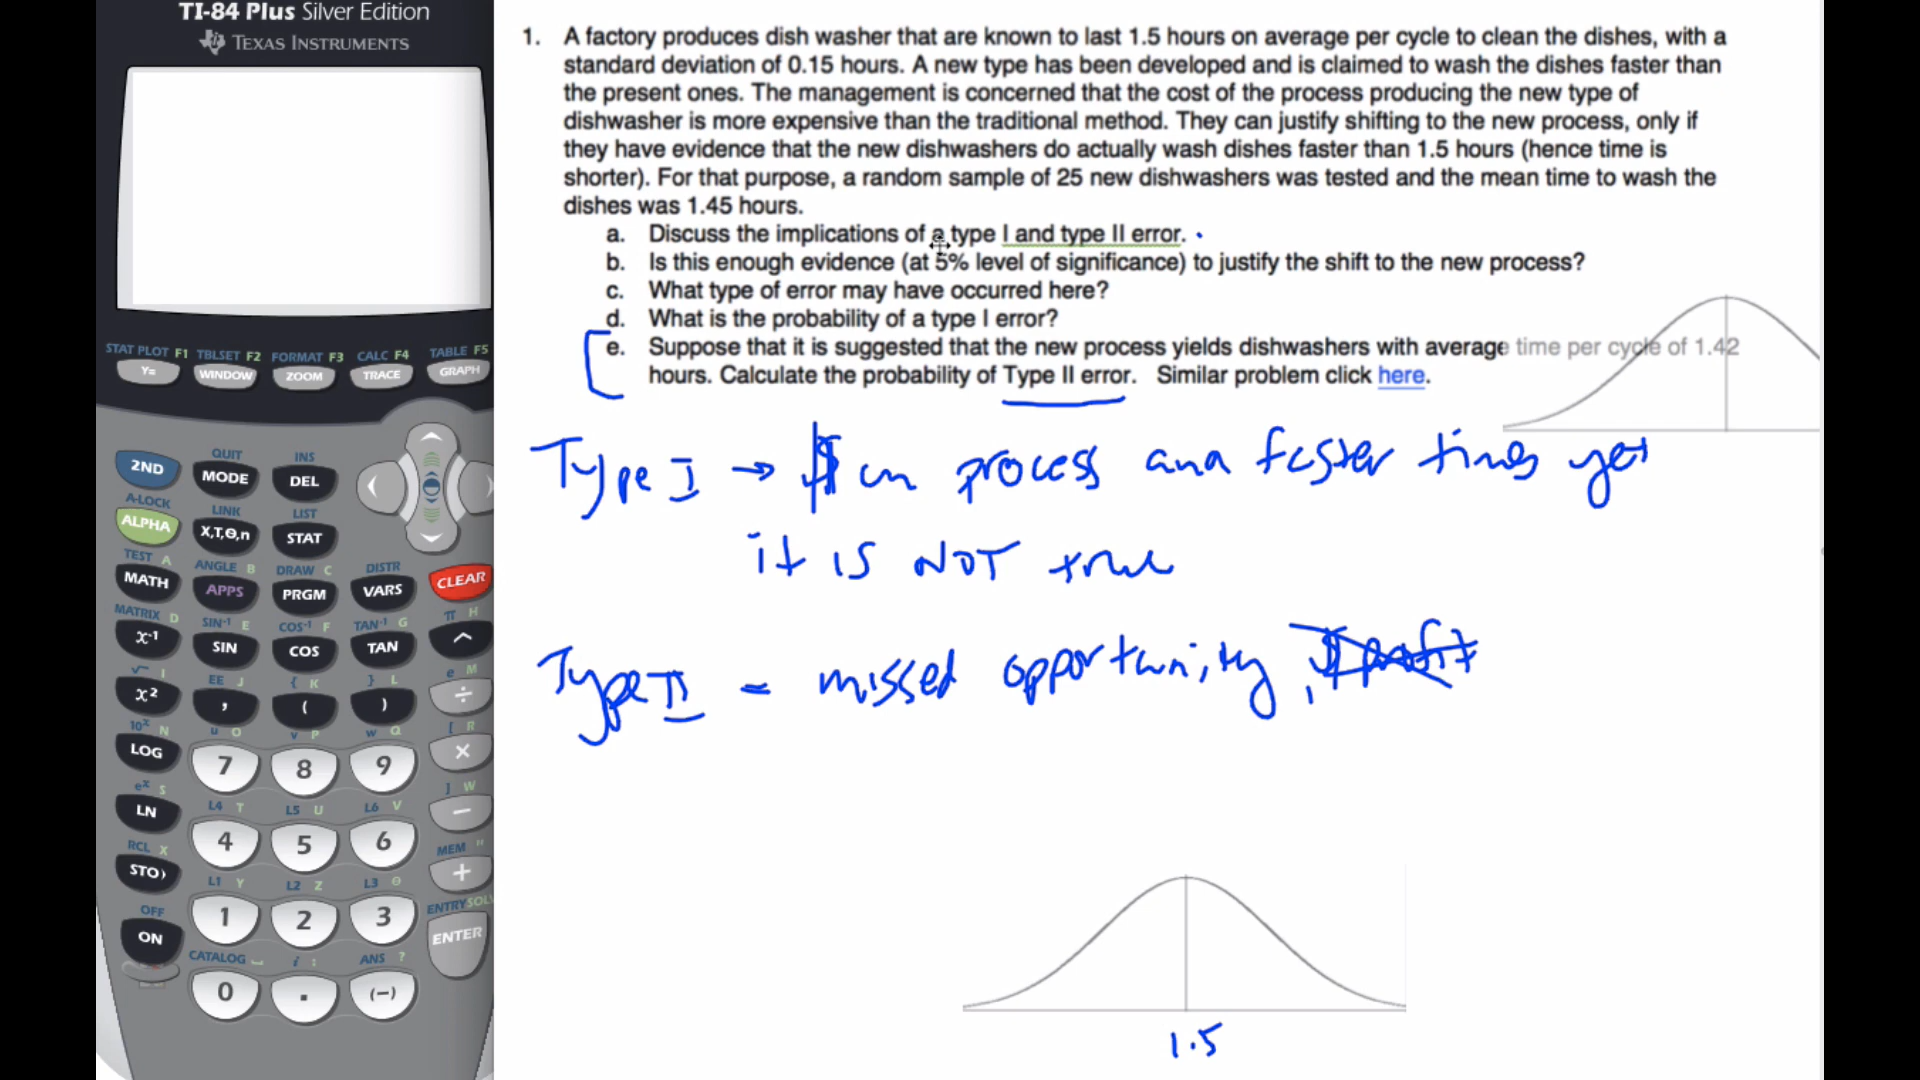 TI-84 Plus Silver Edition
TEXAS INSTRUMENTS
STAT PLOT F1 TBLSET F2 FORMAT F3 CALC F4 TABLE F5
Y= WINDOW ZOOM TRACE GRAPH
QUIT INS
2ND MODE DEL
A-LOCK LINK LIST
ALPHA X,T,Θ,n STAT
TEST A ANGLE B DRAW C DISTR
MATH APPS PRGM VARS CLEAR
MATRIX D SIN⁻¹ E COS⁻¹ F TAN⁻¹ G π H
x⁻¹ SIN COS TAN ^
√ I EE J { K } L e M
x² , ( ) ÷
10ˣ N u O v P w Q [ R
LOG 7 8 9 ×
eˣ S L4 T L5 U L6 V ] W
LN 4 5 6 −
RCL X L1 Y L2 Z L3 θ MEM "
STO› 1 2 3 +
OFF CATALOG ⎵ i : ANS ? ENTRY SOLV
ON 0 . (−) ENTER
1. A factory produces dish washer that are known to last 1.5 hours on average per cycle to clean the dishes, with a
standard deviation of 0.15 hours. A new type has been developed and is claimed to wash the dishes faster than
the present ones. The management is concerned that the cost of the process producing the new type of
dishwasher is more expensive than the traditional method. They can justify shifting to the new process, only if
they have evidence that the new dishwashers do actually wash dishes faster than 1.5 hours (hence time is
shorter). For that purpose, a random sample of 25 new dishwashers was tested and the mean time to wash the
dishes was 1.45 hours.
a. Discuss the implications of a type I and type II error.
b. Is this enough evidence (at 5% level of significance) to justify the shift to the new process?
c. What type of error may have occurred here?
d. What is the probability of a type I error?
e. Suppose that it is suggested that the new process yields dishwashers with average time per cycle of 1.42
hours. Calculate the probability of Type II error. Similar problem click here.
Type I → $ in process and faster times yet
it is NOT true
Type II = missed opportunity, $ profit
1.5